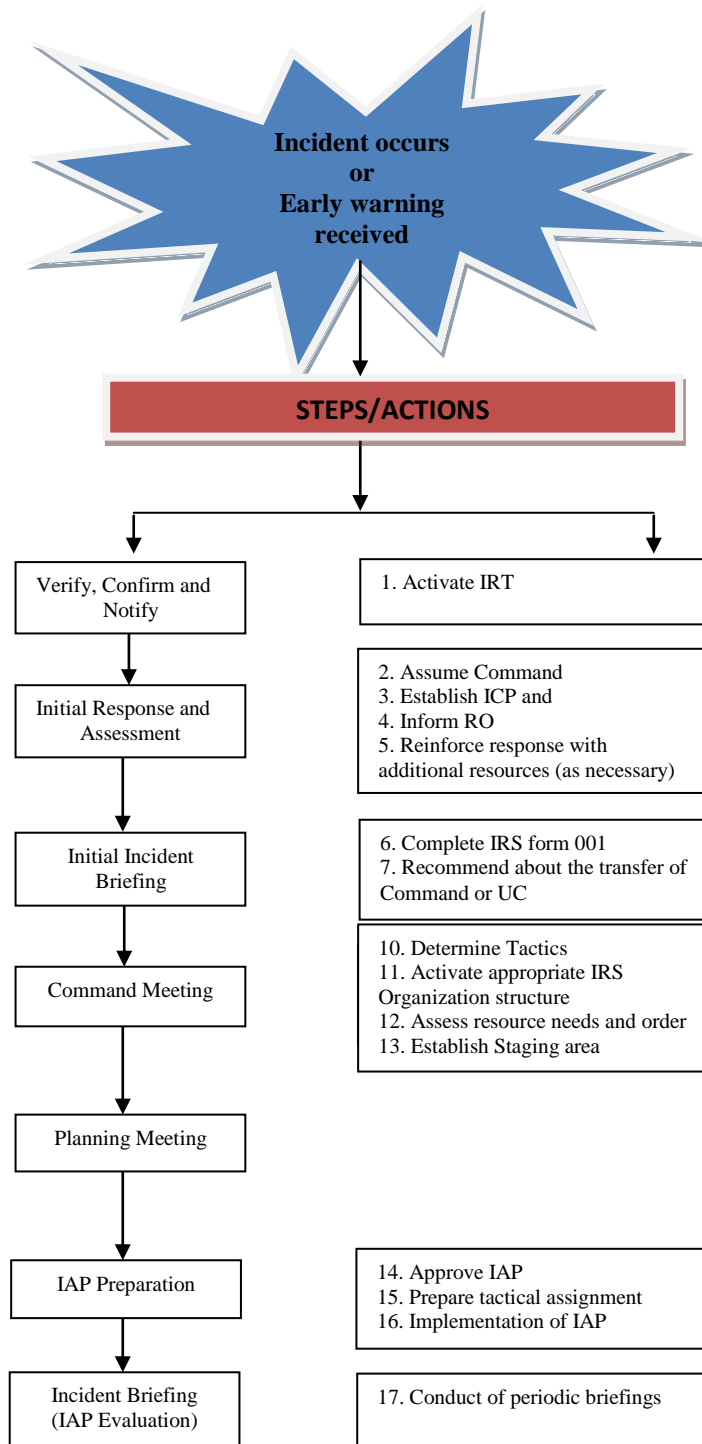 Incident occurs
or
Early warning
received
STEPS/ACTIONS
Verify, Confirm and
Notify
1. Activate IRT
Initial Response and
Assessment
2. Assume Command
3. Establish ICP and
4. Inform RO
5. Reinforce response with
additional resources (as necessary)
Initial Incident
Briefing
6. Complete IRS form 001
7. Recommend about the transfer of
Command or UC
Command Meeting
10. Determine Tactics
11. Activate appropriate IRS
Organization structure
12. Assess resource needs and order
13. Establish Staging area
Planning Meeting
IAP Preparation
14. Approve IAP
15. Prepare tactical assignment
16. Implementation of IAP
Incident Briefing
(IAP Evaluation)
17. Conduct of periodic briefings